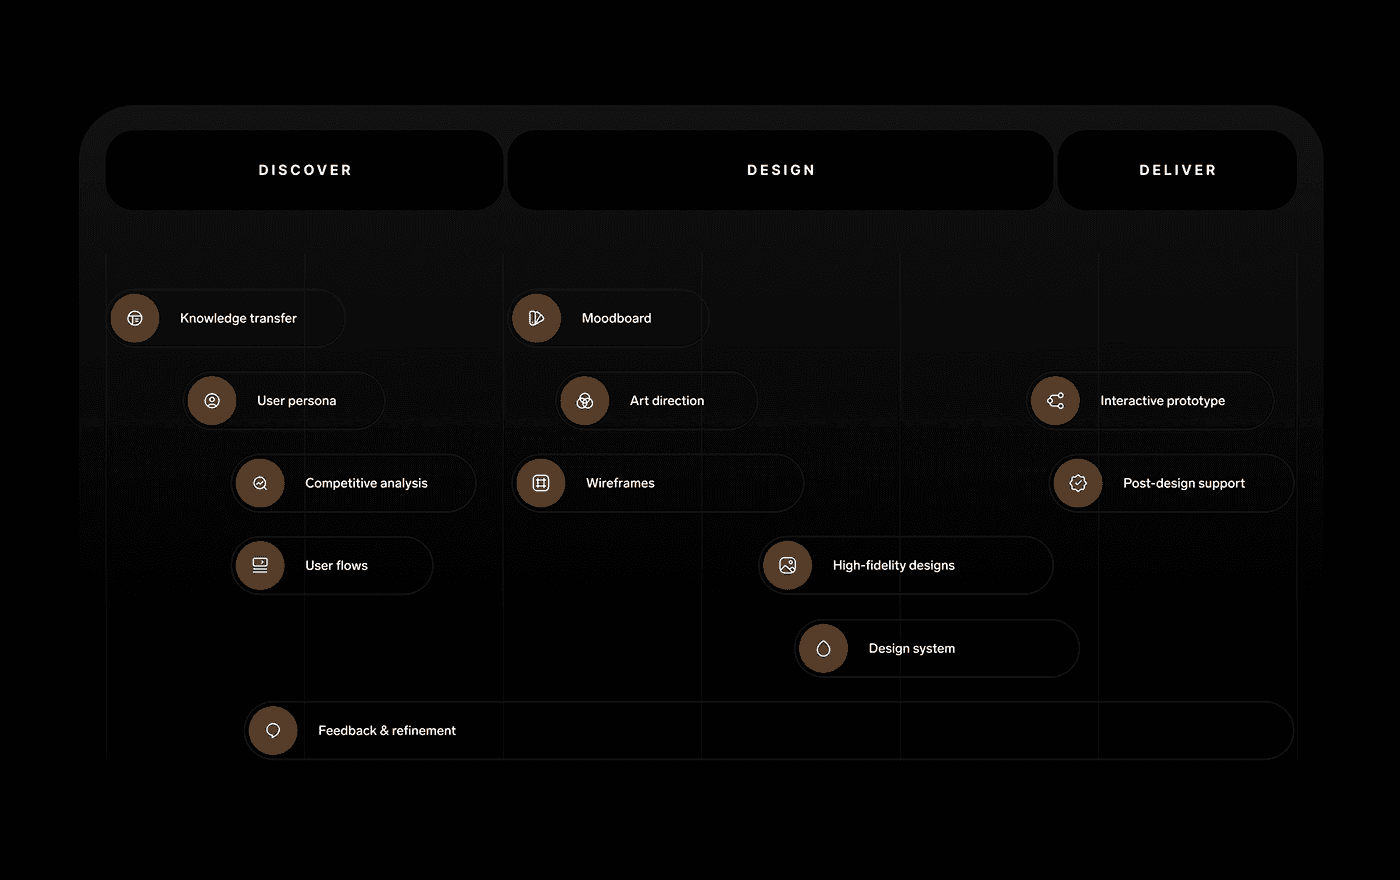 DISCOVER
DESIGN
DELIVER
Knowledge transfer
Moodboard
User persona
Art direction
Interactive prototype
Competitive analysis
Wireframes
Post-design support
User flows
High-fidelity designs
Design system
Feedback & refinement